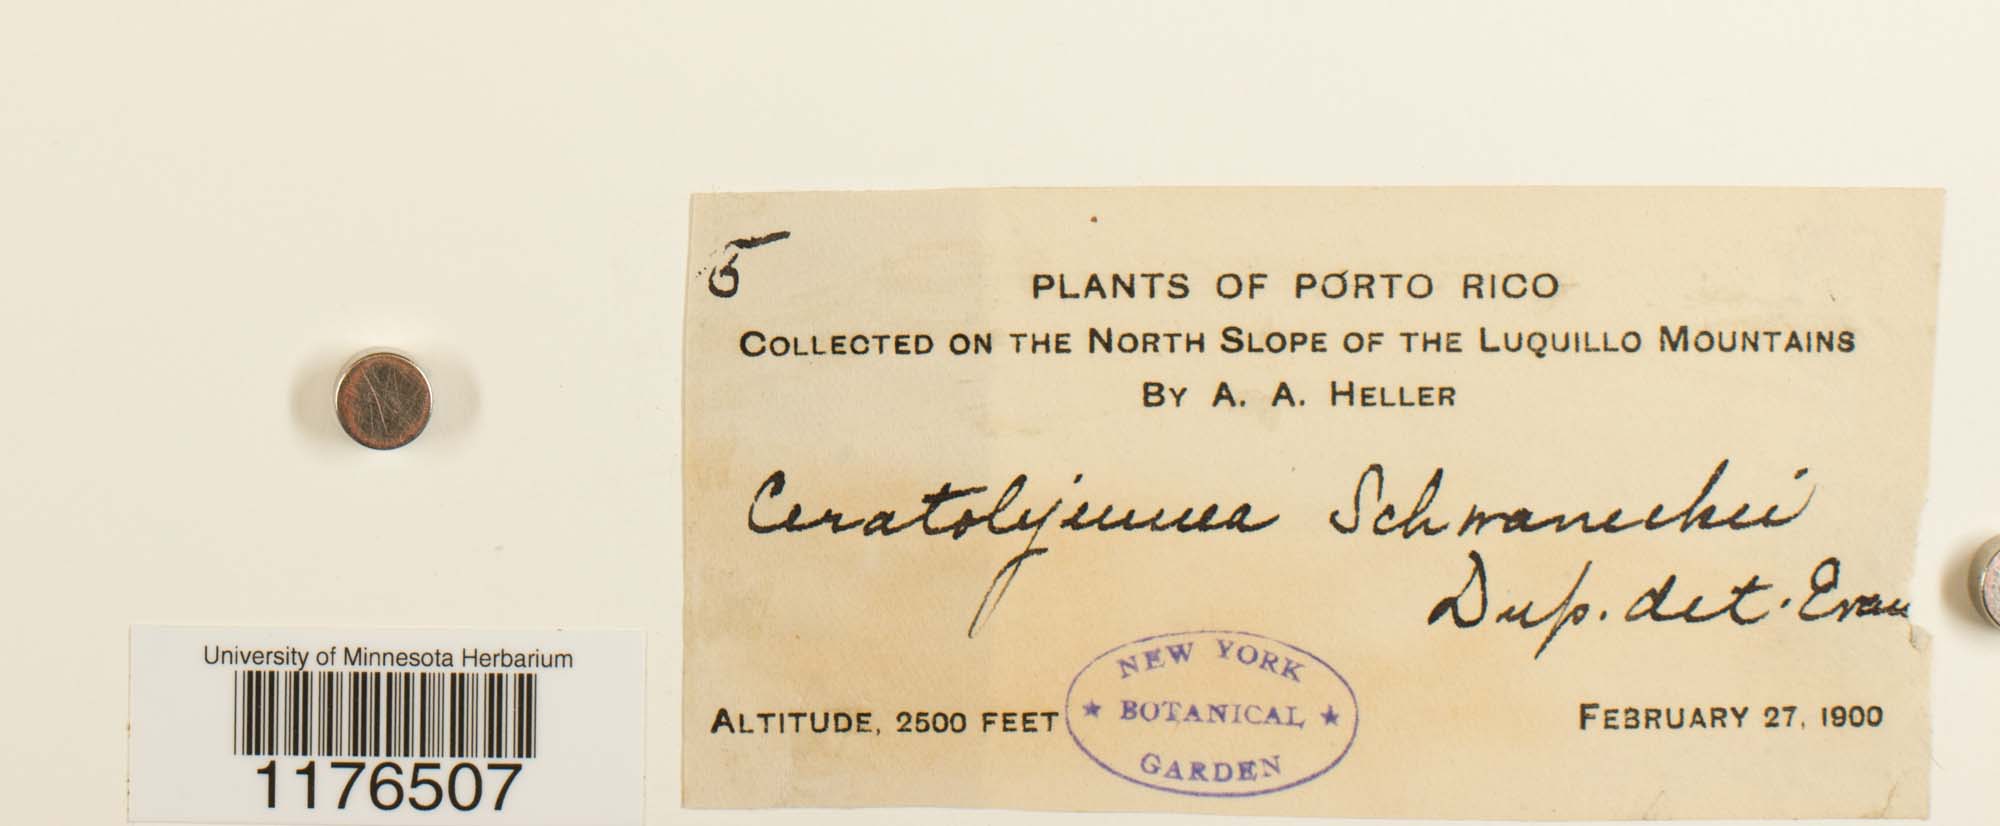 5
PLANTS OF PORTO RICO
COLLECTED ON THE NORTH SLOPE OF THE LUQUILLO MOUNTAINS
BY A. A. HELLER
Ceratolejeunea Schwaneckii
Dup. det. Evan
NEW YORK
BOTANICAL
GARDEN
ALTITUDE, 2500 FEET
FEBRUARY 27, 1900
University of Minnesota Herbarium
1176507